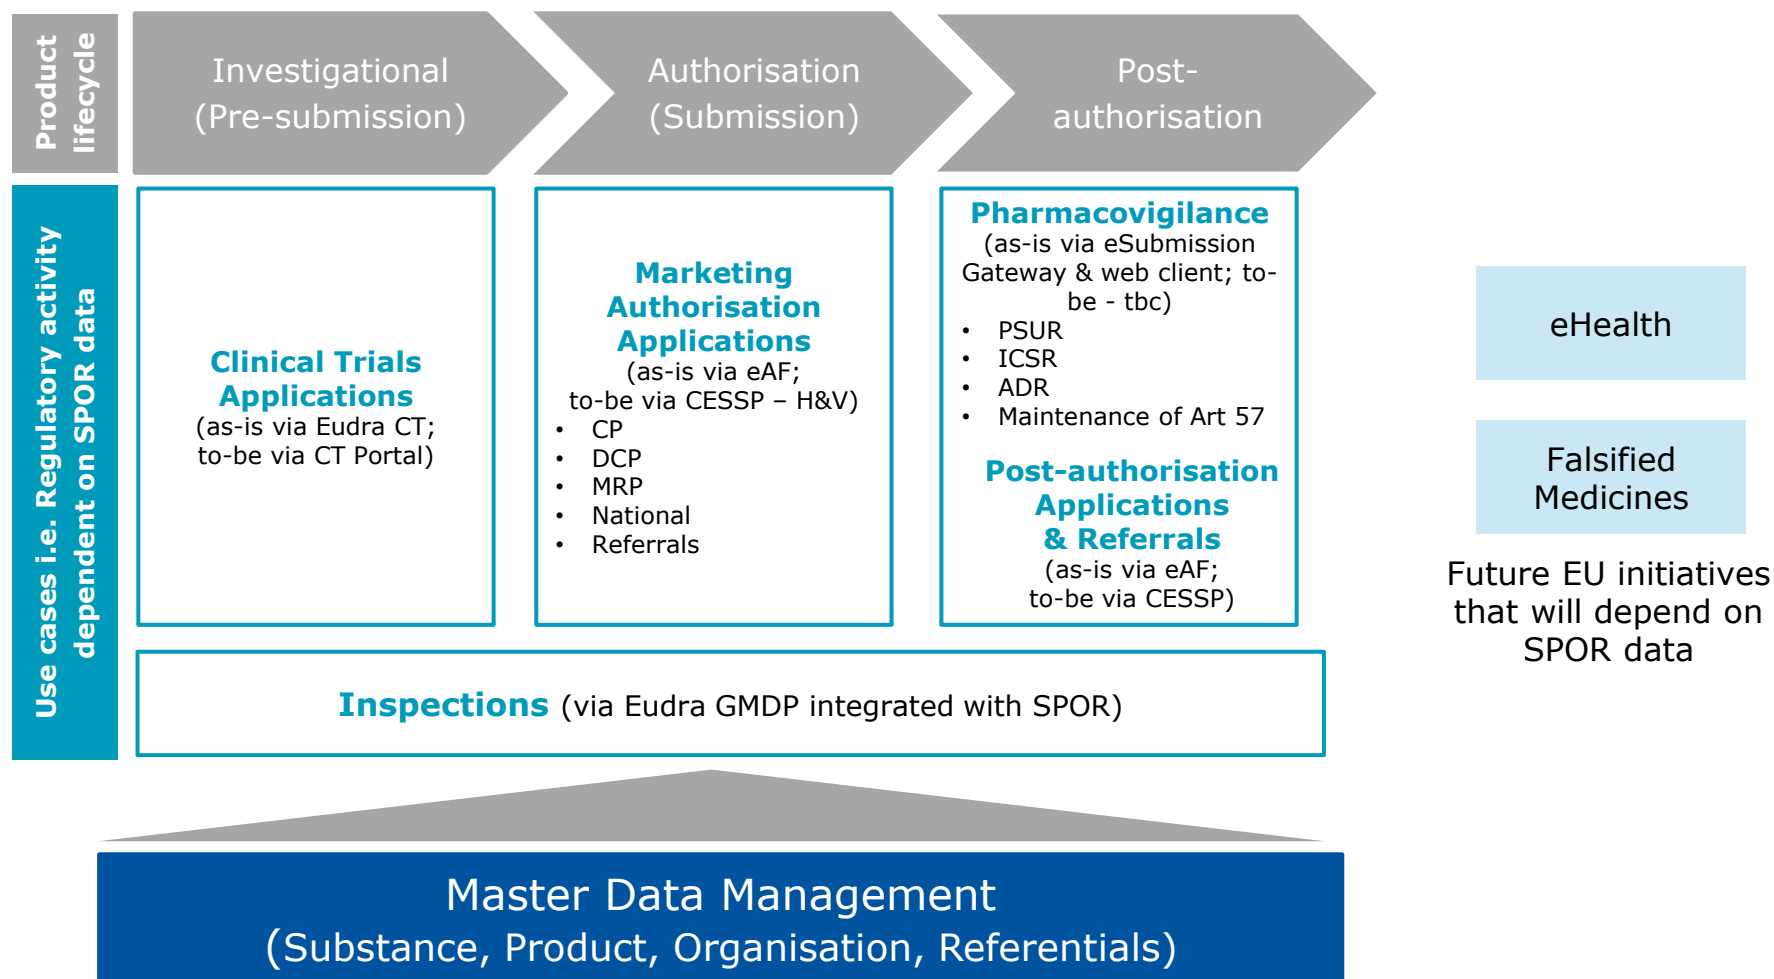 Product
lifecycle
Investigational
(Pre-submission)
Authorisation
(Submission)
Post-
authorisation
Use cases i.e. Regulatory activity
dependent on SPOR data
Clinical Trials
Applications
(as-is via Eudra CT;
to-be via CT Portal)
Marketing
Authorisation
Applications
(as-is via eAF;
to-be via CESSP – H&V)
• CP
• DCP
• MRP
• National
• Referrals
Pharmacovigilance
(as-is via eSubmission
Gateway & web client; to-
be - tbc)
• PSUR
• ICSR
• ADR
• Maintenance of Art 57
Post-authorisation
Applications
& Referrals
(as-is via eAF;
to-be via CESSP)
Inspections (via Eudra GMDP integrated with SPOR)
eHealth
Falsified
Medicines
Future EU initiatives
that will depend on
SPOR data
Master Data Management
(Substance, Product, Organisation, Referentials)